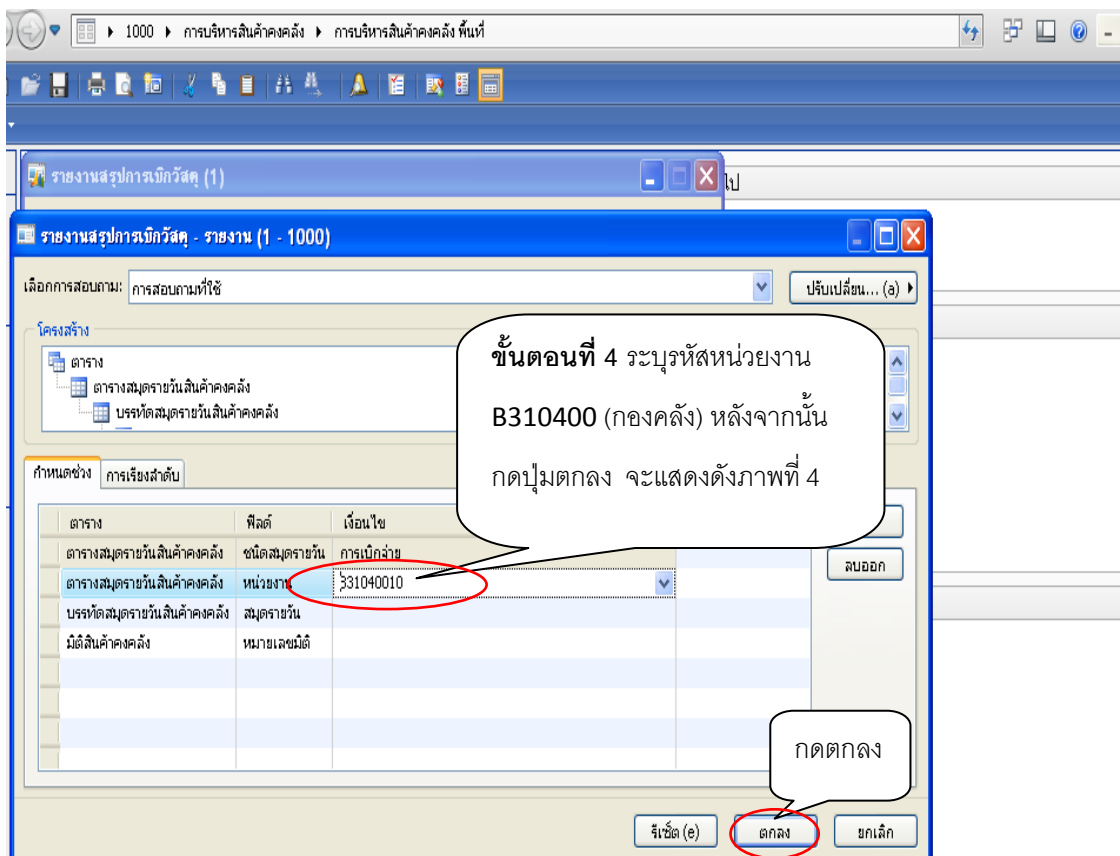 1000 การบริหารสินค้าคงคลัง การบริหารสินค้าคงคลัง พื้นที่
รายงานสรุปการเบิกวัสดุ (1)
ไป
รายงานสรุปการเบิกวัสดุ - รายงาน (1 - 1000)
เลือกการสอบถาม: การสอบถามที่ใช้ ปรับเปลี่ยน... (a)
โครงสร้าง
ตาราง
ตารางสมุดรายวันสินค้าคงคลัง
บรรทัดสมุดรายวันสินค้าคงคลัง
ขั้นตอนที่ 4 ระบุรหัสหน่วยงาน
B310400 (กองคลัง) หลังจากนั้น
กดปุ่มตกลง จะแสดงดังภาพที่ 4
กำหนดช่วง การเรียงลำดับ
ตาราง ฟิลด์ เงื่อนไข
ตารางสมุดรายวันสินค้าคงคลัง ชนิดสมุดรายวัน การเบิกจ่าย
ลบออก
ตารางสมุดรายวันสินค้าคงคลัง หน่วยงาน 331040010
บรรทัดสมุดรายวันสินค้าคงคลัง สมุดรายวัน
มิติสินค้าคงคลัง หมายเลขมิติ
กดตกลง
รีเซ็ต (e) ตกลง ยกเลิก